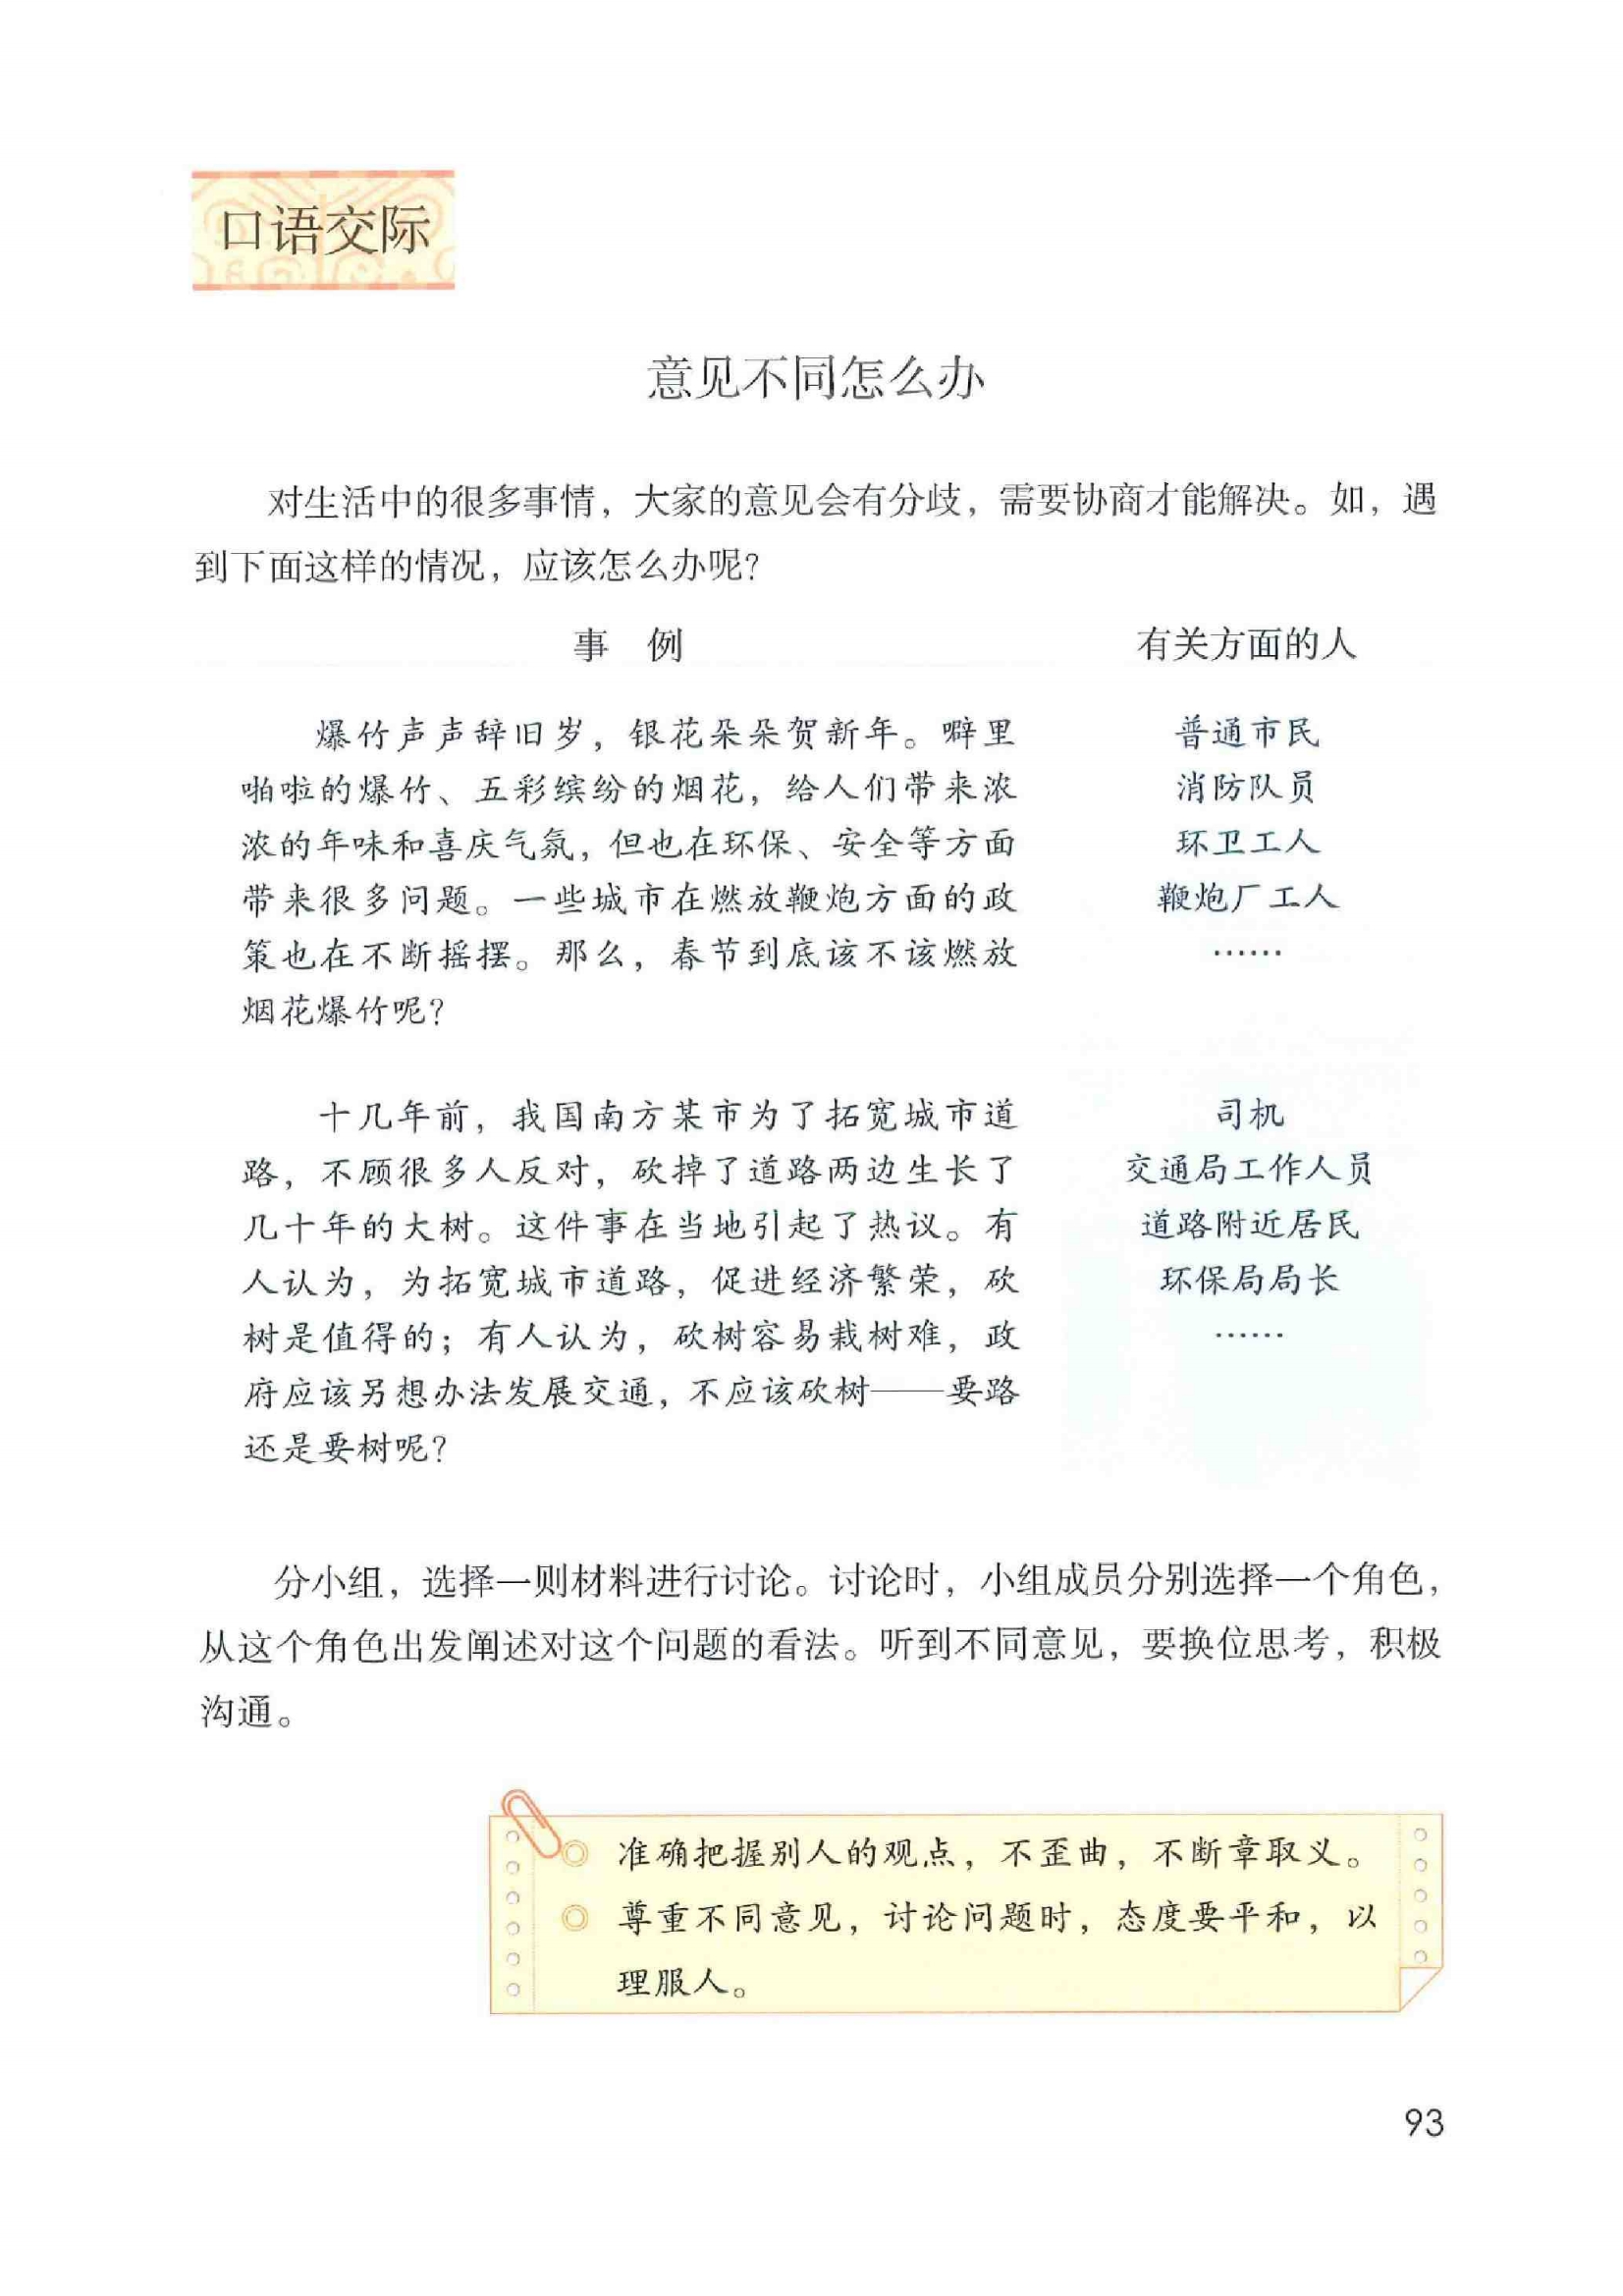 口语交际
意见不同怎么办
对生活中的很多事情，大家的意见会有分歧，需要协商才能解决。如，遇
到下面这样的情况，应该怎么办呢？
事 例
有关方面的人
爆竹声声辞旧岁，银花朵朵贺新年。噼里
啪啦的爆竹、五彩缤纷的烟花，给人们带来浓
浓的年味和喜庆气氛，但也在环保、安全等方面
带来很多问题。一些城市在燃放鞭炮方面的政
策也在不断摇摆。那么，春节到底该不该燃放
烟花爆竹呢？
普通市民
消防队员
环卫工人
鞭炮厂工人
……
十几年前，我国南方某市为了拓宽城市道
路，不顾很多人反对，砍掉了道路两边生长了
几十年的大树。这件事在当地引起了热议。有
人认为，为拓宽城市道路，促进经济繁荣，砍
树是值得的；有人认为，砍树容易栽树难，政
府应该另想办法发展交通，不应该砍树——要路
还是要树呢？
司机
交通局工作人员
道路附近居民
环保局局长
……
分小组，选择一则材料进行讨论。讨论时，小组成员分别选择一个角色，
从这个角色出发阐述对这个问题的看法。听到不同意见，要换位思考，积极
沟通。
◎ 准确把握别人的观点，不歪曲，不断章取义。
◎ 尊重不同意见，讨论问题时，态度要平和，以
理服人。
93